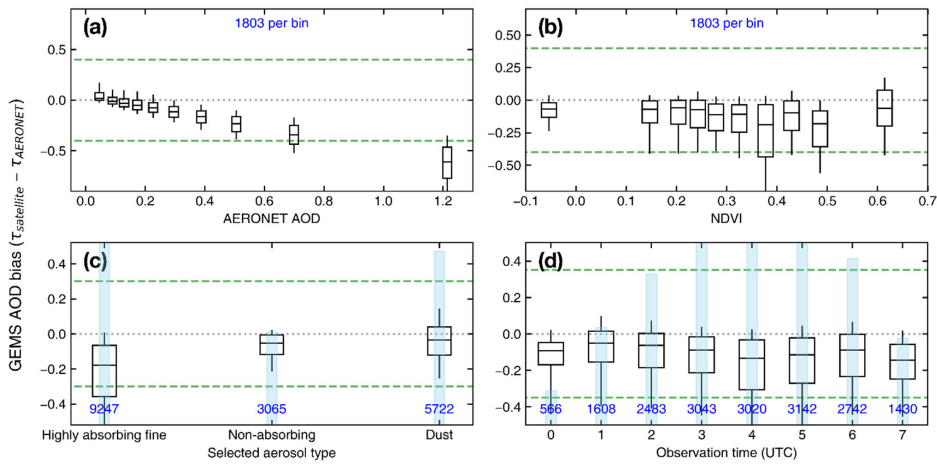 GEMS AOD bias (τsatellite − τAERONET)
(a)
1803 per bin
0.5
0.0
−0.5
0.0 0.2 0.4 0.6 0.8 1.0 1.2
AERONET AOD
(b)
1803 per bin
0.50
0.25
0.00
−0.25
−0.50
−0.1 0.0 0.1 0.2 0.3 0.4 0.5 0.6 0.7
NDVI
(c)
0.4
0.2
0.0
−0.2
−0.4
9247 3065 5722
Highly absorbing fine Non-absorbing Dust
Selected aerosol type
(d)
0.4
0.2
0.0
−0.2
−0.4
566 1608 2483 3043 3020 3142 2742 1430
0 1 2 3 4 5 6 7
Observation time (UTC)